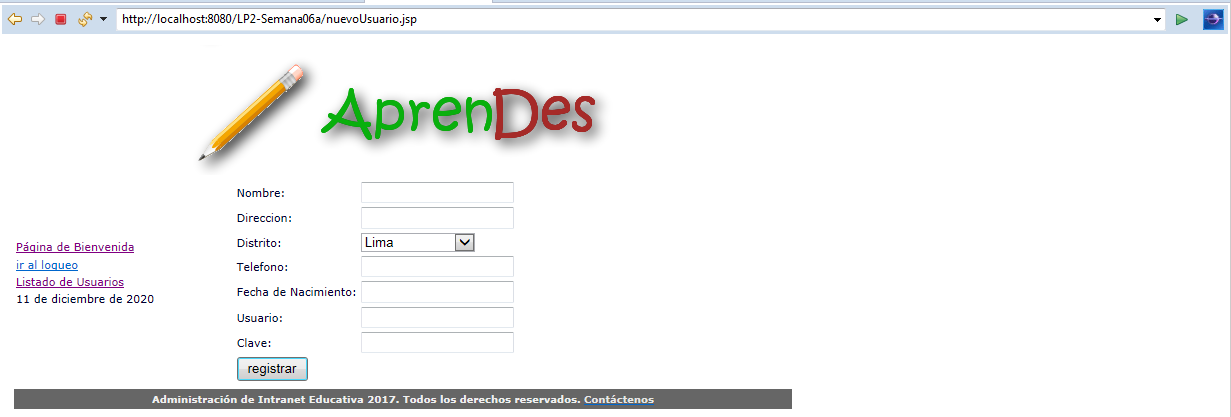 http://localhost:8080/LP2-Semana06a/nuevoUsuario.jsp
AprenDes
Nombre:
Direccion:
Distrito: Lima
Telefono:
Fecha de Nacimiento:
Usuario:
Clave:
registrar
Página de Bienvenida
ir al logueo
Listado de Usuarios
11 de diciembre de 2020
Administración de Intranet Educativa 2017. Todos los derechos reservados. Contáctenos